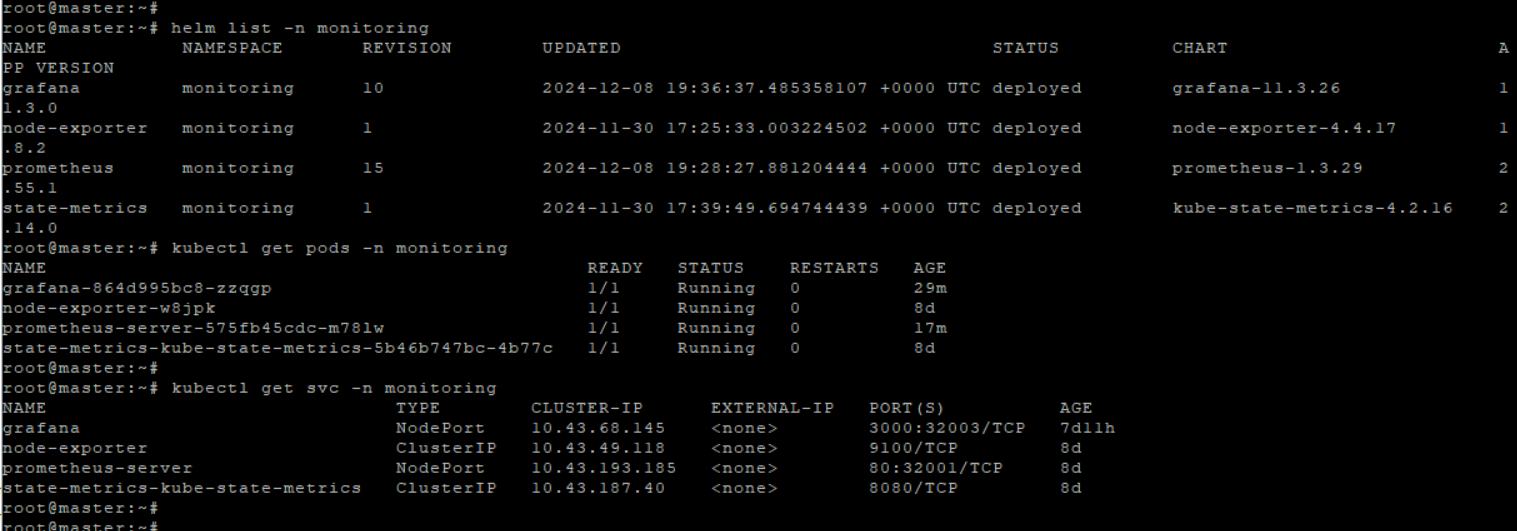 root@master:~#
root@master:~# helm list -n monitoring
NAME NAMESPACE REVISION UPDATED STATUS CHART A
PP VERSION
grafana monitoring 10 2024-12-08 19:36:37.485358107 +0000 UTC deployed grafana-11.3.26 1
1.3.0
node-exporter monitoring 1 2024-11-30 17:25:33.003224502 +0000 UTC deployed node-exporter-4.4.17 1
.8.2
prometheus monitoring 15 2024-12-08 19:28:27.881204444 +0000 UTC deployed prometheus-1.3.29 2
.55.1
state-metrics monitoring 1 2024-11-30 17:39:49.694744439 +0000 UTC deployed kube-state-metrics-4.2.16 2
.14.0
root@master:~# kubectl get pods -n monitoring
NAME READY STATUS RESTARTS AGE
grafana-864d995bc8-zzqgp 1/1 Running 0 29m
node-exporter-w8jpk 1/1 Running 0 8d
prometheus-server-575fb45cdc-m78lw 1/1 Running 0 17m
state-metrics-kube-state-metrics-5b46b747bc-4b77c 1/1 Running 0 8d
root@master:~#
root@master:~# kubectl get svc -n monitoring
NAME TYPE CLUSTER-IP EXTERNAL-IP PORT(S) AGE
grafana NodePort 10.43.68.145 <none> 3000:32003/TCP 7d11h
node-exporter ClusterIP 10.43.49.118 <none> 9100/TCP 8d
prometheus-server NodePort 10.43.193.185 <none> 80:32001/TCP 8d
state-metrics-kube-state-metrics ClusterIP 10.43.187.40 <none> 8080/TCP 8d
root@master:~#
root@master:~#